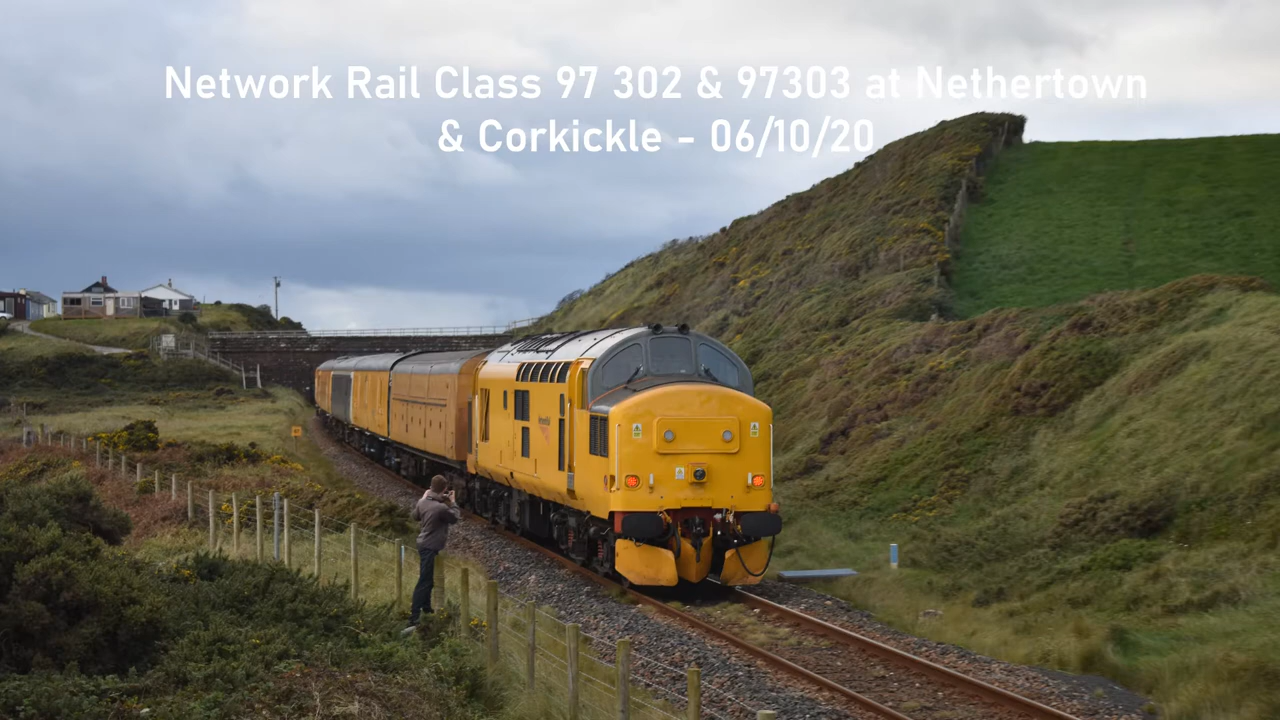 Network Rail Class 97 302 & 97303 at Nethertown
& Corkickle - 06/10/20